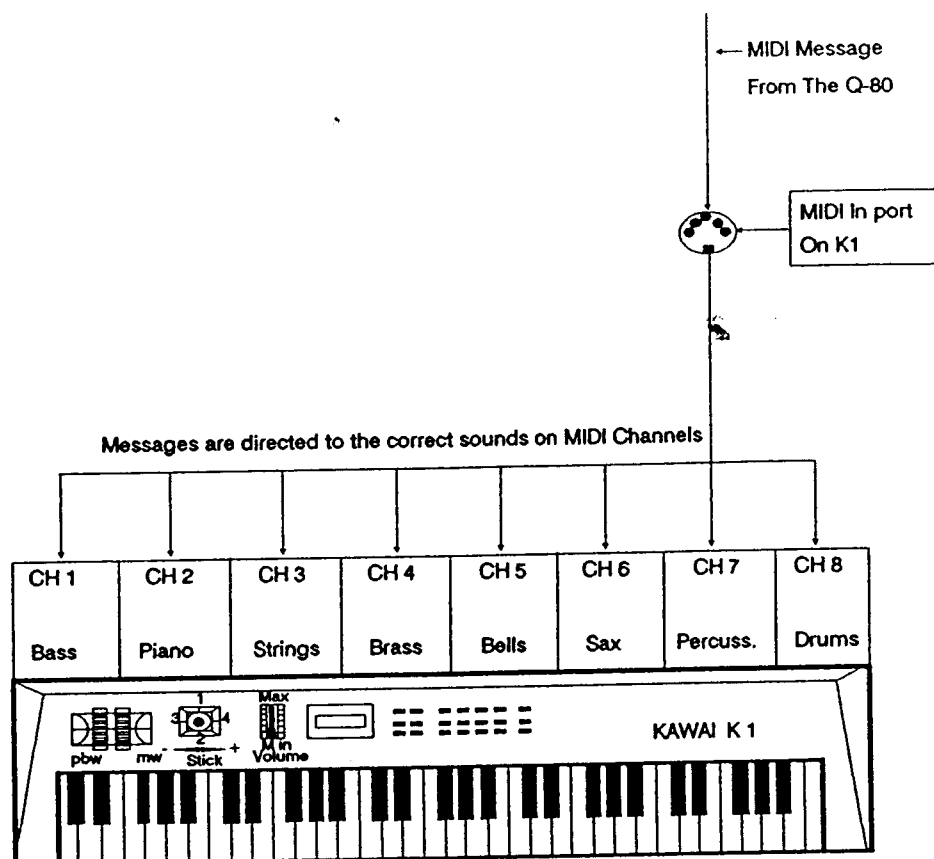 MIDI Message
From The Q-80
MIDI In port
On K1
Messages are directed to the correct sounds on MIDI Channels
CH 1
CH 2
CH 3
CH 4
CH 5
CH 6
CH 7
CH 8
Bass
Piano
Strings
Brass
Bells
Sax
Percuss.
Drums
1
3
4
2
- +
Stick
pbw
mw
Max
M in
Volume
KAWAI K 1